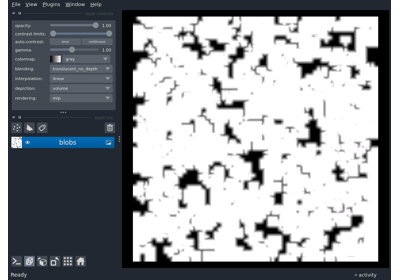 File View Plugins Window Help
opacity: 1.00
contrast limits:
auto-contrast: once continuous
gamma: 1.00
colormap: gray
blending: translucent_no_depth
interpolation: linear
depiction: volume
rendering: mip
blobs
Ready
activity